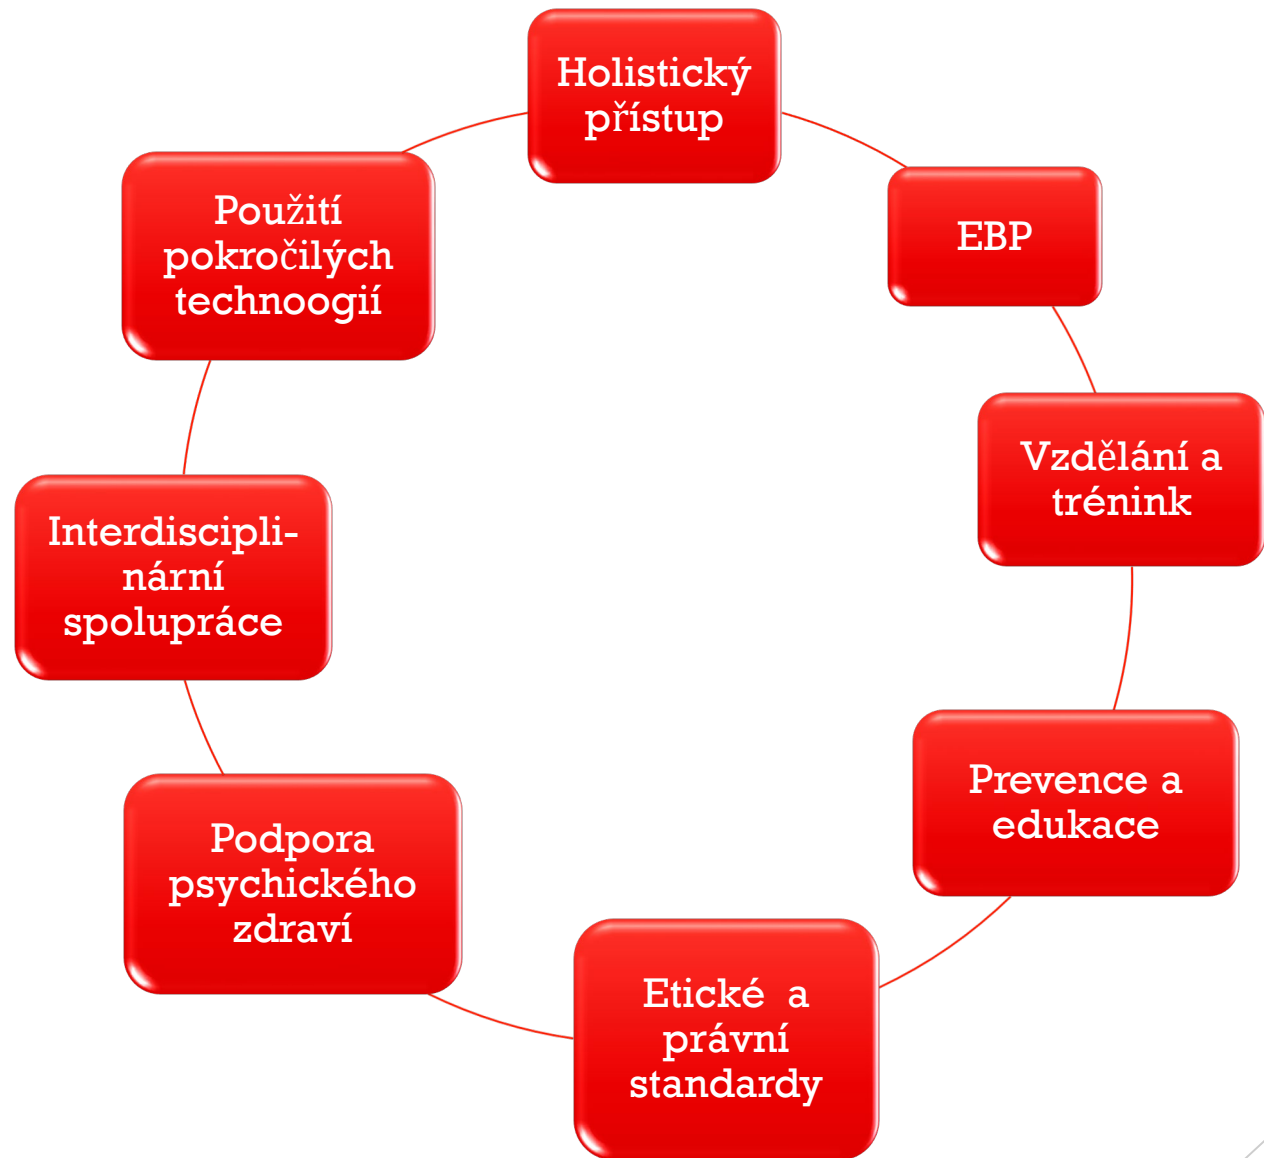 Holistický
přístup
EBP
Vzdělání a
trénink
Prevence a
edukace
Etické a
právní
standardy
Podpora
psychického
zdraví
Interdiscipli-
nární
spolupráce
Použití
pokročilých
technoogií